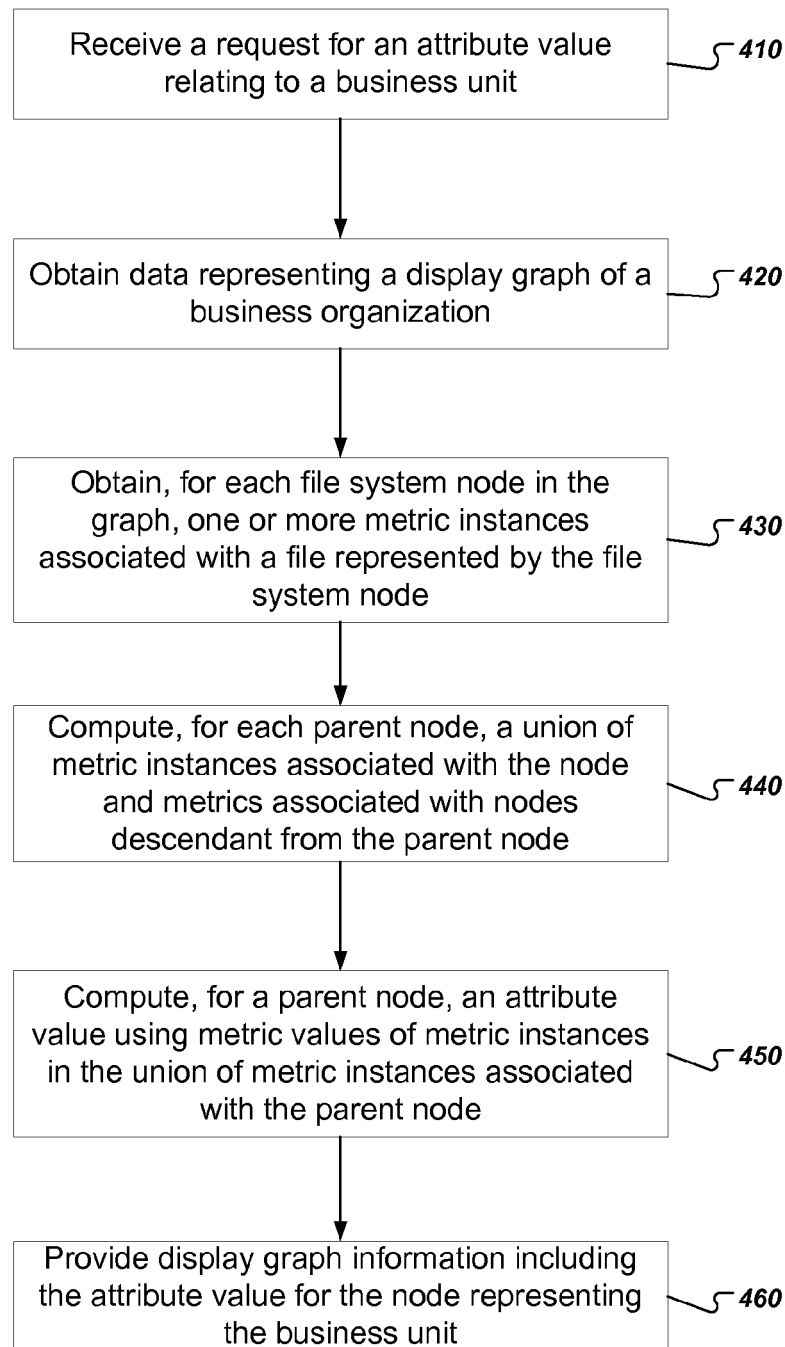 Receive a request for an attribute value
relating to a business unit
410
Obtain data representing a display graph of a
business organization
420
Obtain, for each file system node in the
graph, one or more metric instances
associated with a file represented by the file
system node
430
Compute, for each parent node, a union of
metric instances associated with the node
and metrics associated with nodes
descendant from the parent node
440
Compute, for a parent node, an attribute
value using metric values of metric instances
in the union of metric instances associated
with the parent node
450
Provide display graph information including
the attribute value for the node representing
the business unit
460